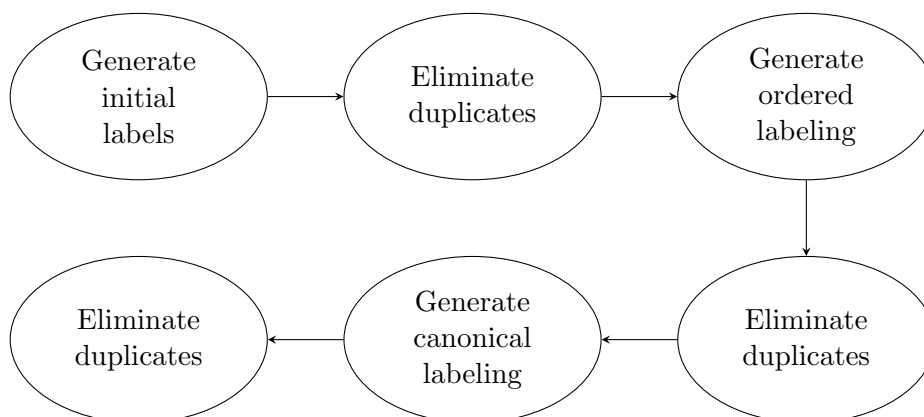 Generate
initial
labels
Eliminate
duplicates
Generate
ordered
labeling
Eliminate
duplicates
Generate
canonical
labeling
Eliminate
duplicates